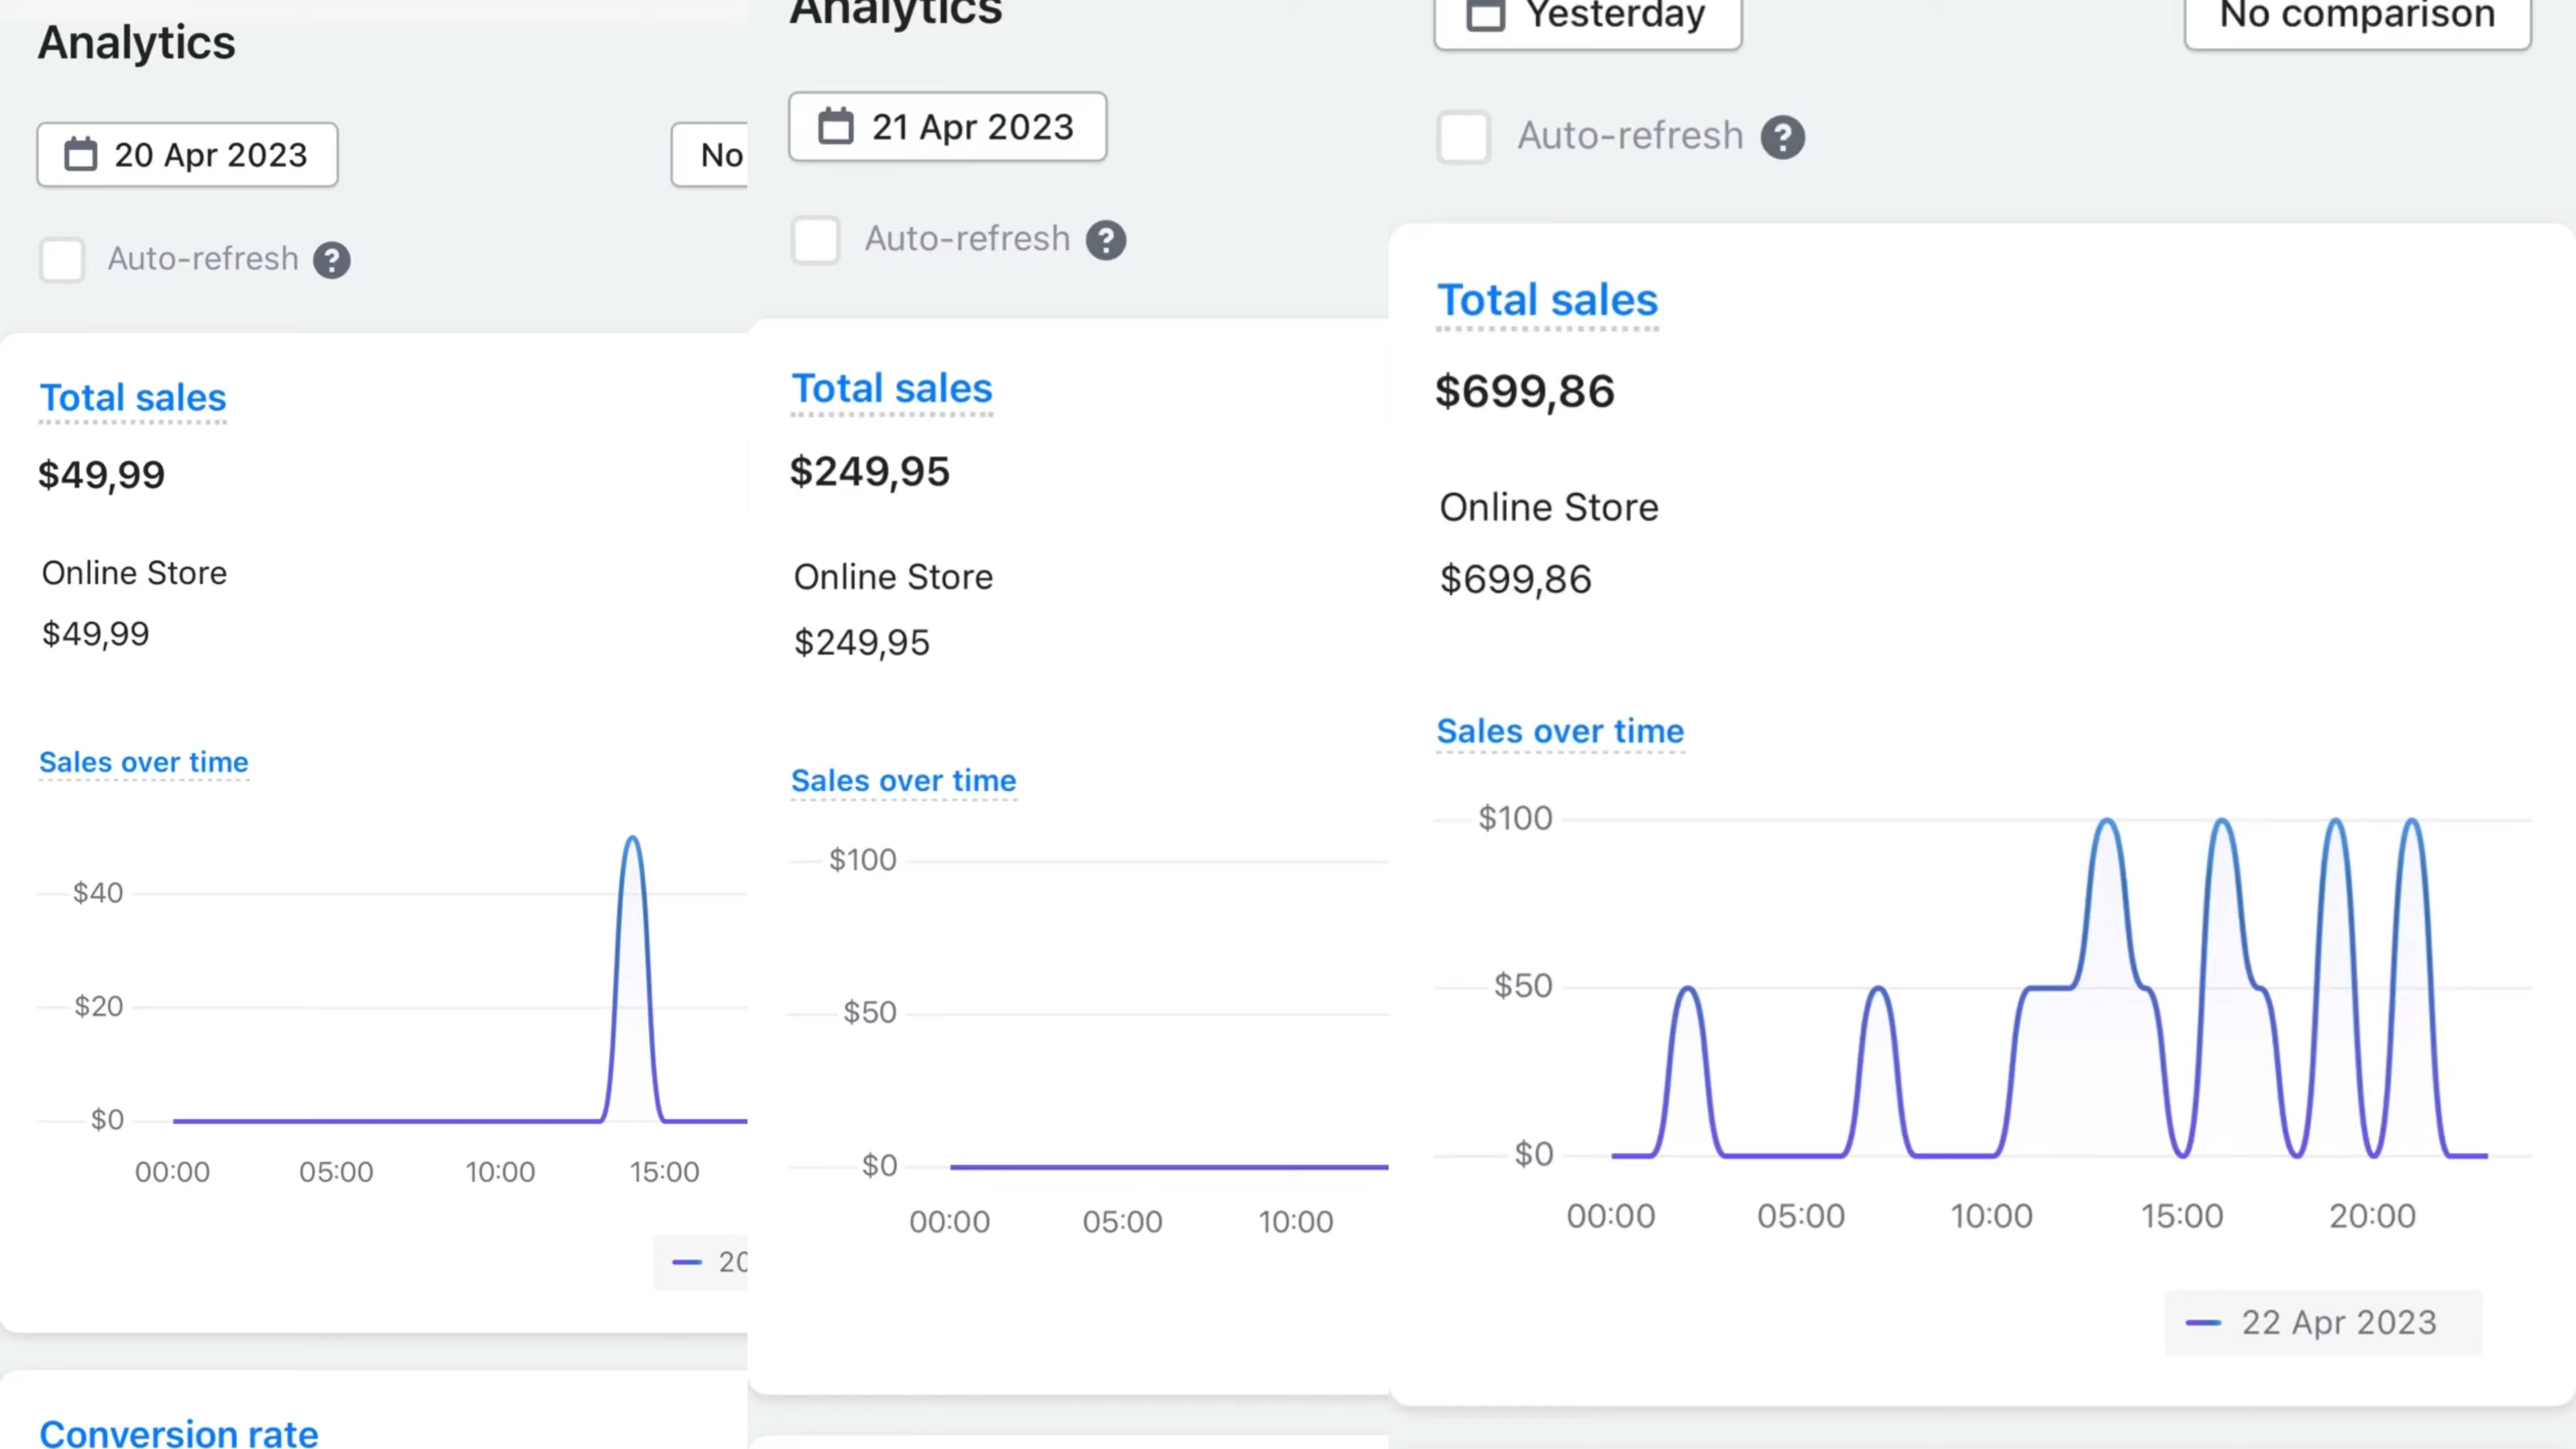 Analytics
20 Apr 2023
No
Auto-refresh
Total sales
$49,99
Online Store
$49,99
Sales over time
$40
$20
$0
00:00 05:00 10:00 15:00
20
Conversion rate
Analytics
21 Apr 2023
Auto-refresh
Total sales
$249,95
Online Store
$249,95
Sales over time
$100
$50
$0
00:00 05:00 10:00
Yesterday
No comparison
Auto-refresh
Total sales
$699,86
Online Store
$699,86
Sales over time
$100
$50
$0
00:00 05:00 10:00 15:00 20:00
22 Apr 2023